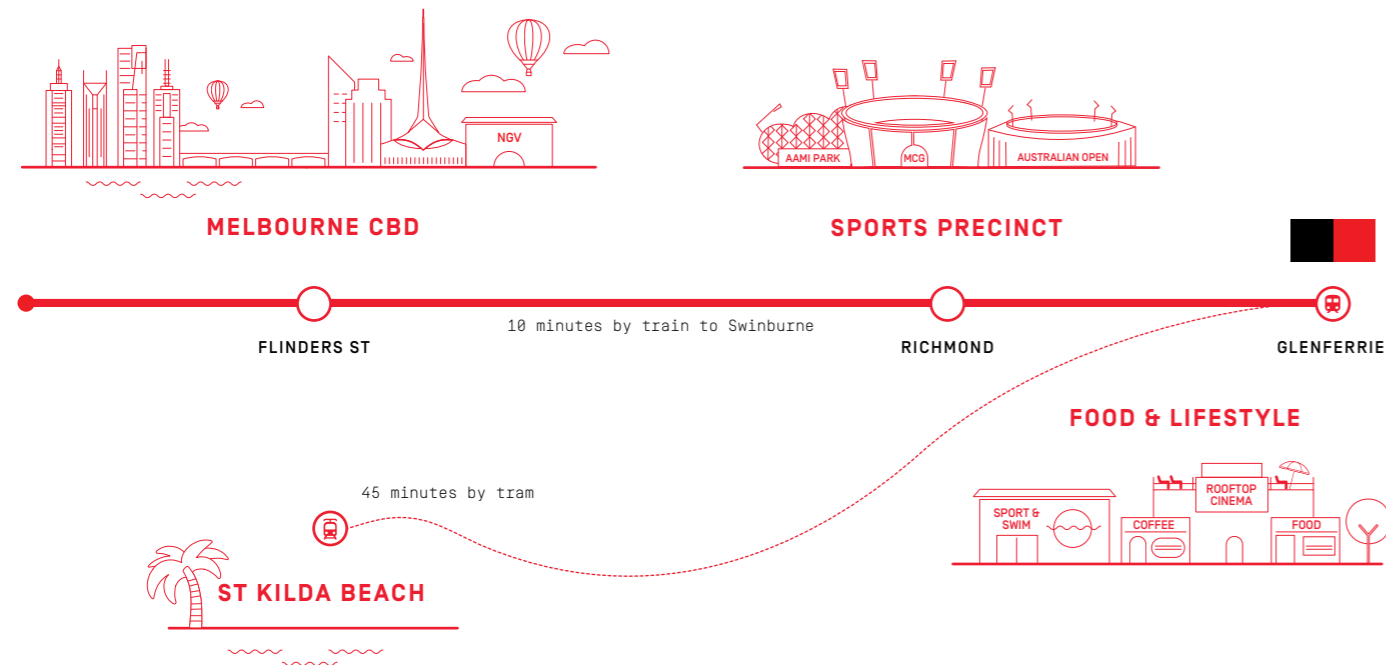 NGV
AAMI PARK
MCG
AUSTRALIAN OPEN
MELBOURNE CBD
SPORTS PRECINCT
10 minutes by train to Swinburne
FLINDERS ST
RICHMOND
GLENFERRIE
FOOD & LIFESTYLE
ROOFTOP
CINEMA
SPORT &
SWIM
COFFEE
FOOD
45 minutes by tram
ST KILDA BEACH